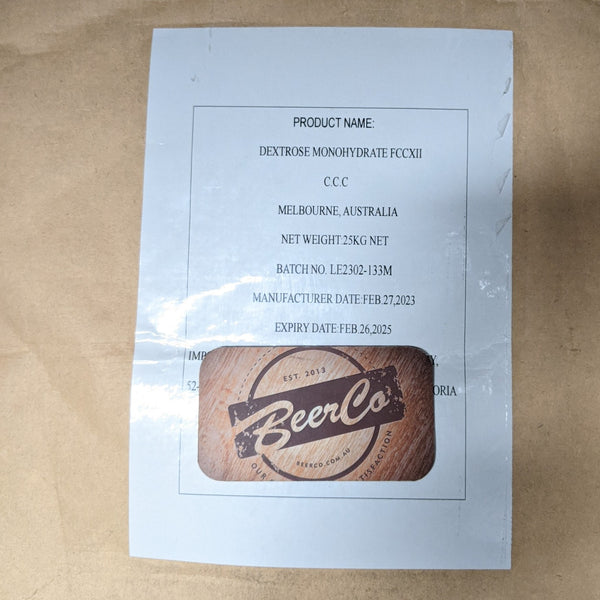 PRODUCT NAME:
DEXTROSE MONOHYDRATE FCCXII
C.C.C
MELBOURNE, AUSTRALIA
NET WEIGHT:25KG NET
BATCH NO. LE2302-133M
MANUFACTURER DATE:FEB.27,2023
EXPIRY DATE:FEB.26,2025
EST. 2013
BeerCo
BEERCO.COM.AU
OUR